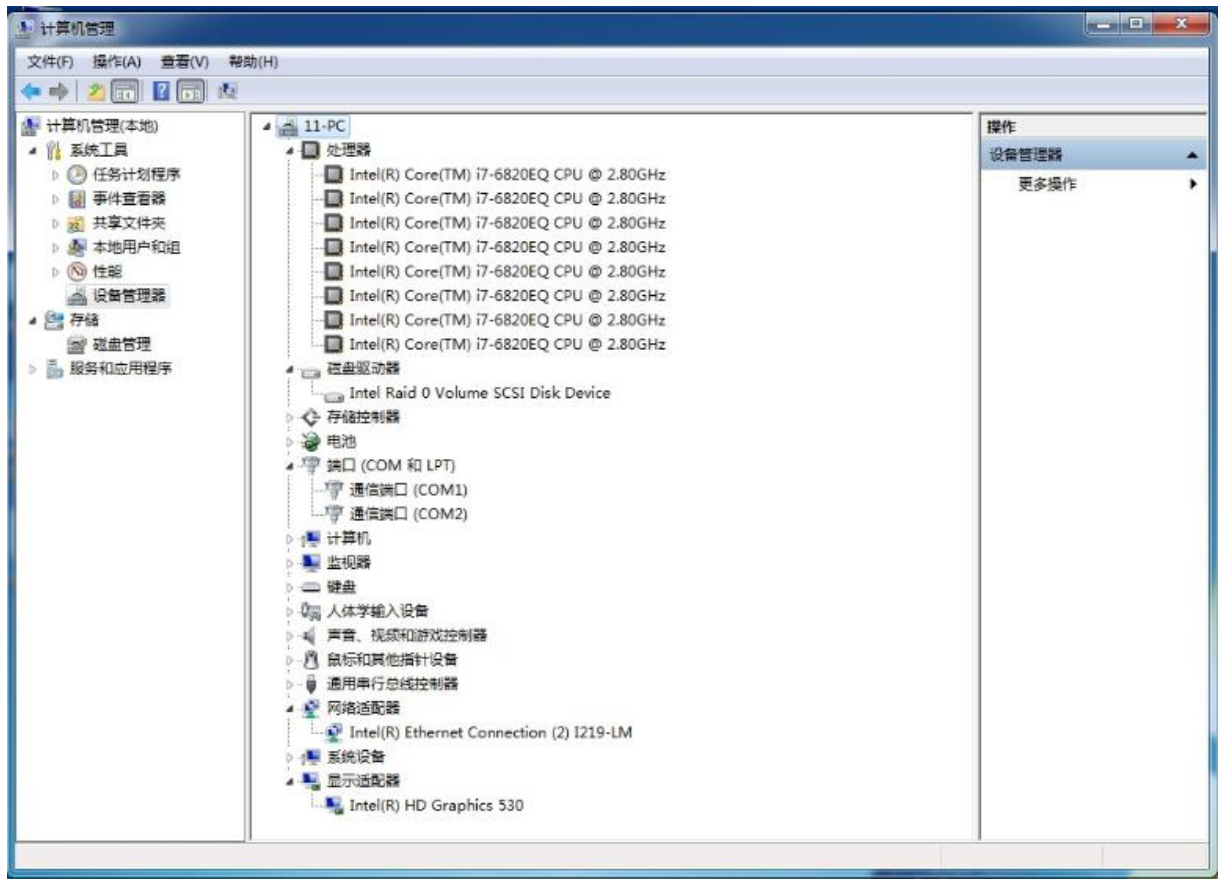 计算机管理
文件(F) 操作(A) 查看(V) 帮助(H)
计算机管理(本地)
系统工具
任务计划程序
事件查看器
共享文件夹
本地用户和组
性能
设备管理器
存储
磁盘管理
服务和应用程序
11-PC
处理器
Intel(R) Core(TM) i7-6820EQ CPU @ 2.80GHz
Intel(R) Core(TM) i7-6820EQ CPU @ 2.80GHz
Intel(R) Core(TM) i7-6820EQ CPU @ 2.80GHz
Intel(R) Core(TM) i7-6820EQ CPU @ 2.80GHz
Intel(R) Core(TM) i7-6820EQ CPU @ 2.80GHz
Intel(R) Core(TM) i7-6820EQ CPU @ 2.80GHz
Intel(R) Core(TM) i7-6820EQ CPU @ 2.80GHz
Intel(R) Core(TM) i7-6820EQ CPU @ 2.80GHz
磁盘驱动器
Intel Raid 0 Volume SCSI Disk Device
存储控制器
电池
端口 (COM 和 LPT)
通信端口 (COM1)
通信端口 (COM2)
计算机
监视器
键盘
人体学输入设备
声音、视频和游戏控制器
鼠标和其他指针设备
通用串行总线控制器
网络适配器
Intel(R) Ethernet Connection (2) I219-LM
系统设备
显示适配器
Intel(R) HD Graphics 530
操作
设备管理器
更多操作